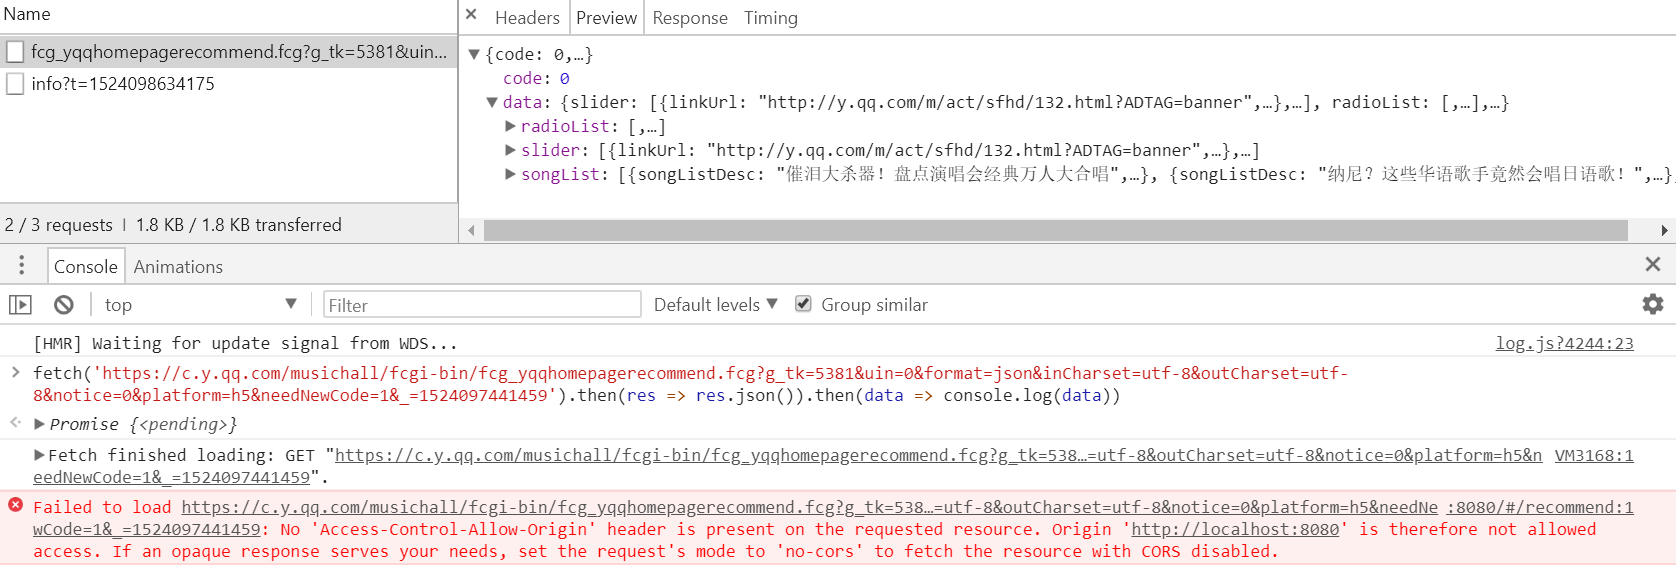 Name
fcg_yqqhomepagerecommend.fcg?g_tk=5381&uin...
info?t=1524098634175
2 / 3 requests | 1.8 KB / 1.8 KB transferred
Headers Preview Response Timing
{code: 0,…}
code: 0
data: {slider: [{linkUrl: "http://y.qq.com/m/act/sfhd/132.html?ADTAG=banner",…},…], radioList: [,…],…}
radioList: [,…]
slider: [{linkUrl: "http://y.qq.com/m/act/sfhd/132.html?ADTAG=banner",…},…]
songList: [{songListDesc: "催泪大杀器！盘点演唱会经典万人大合唱",…}, {songListDesc: "纳尼？这些华语歌手竟然会唱日语歌！",…},
Console Animations
top Filter Default levels Group similar
[HMR] Waiting for update signal from WDS... log.js?4244:23
fetch('https://c.y.qq.com/musichall/fcgi-bin/fcg_yqqhomepagerecommend.fcg?g_tk=5381&uin=0&format=json&inCharset=utf-8&outCharset=utf-
8&notice=0&platform=h5&needNewCode=1&_=1524097441459').then(res => res.json()).then(data => console.log(data))
Promise {<pending>}
Fetch finished loading: GET "https://c.y.qq.com/musichall/fcgi-bin/fcg_yqqhomepagerecommend.fcg?g_tk=538…=utf-8&outCharset=utf-8&notice=0&platform=h5&n VM3168:1
eedNewCode=1&_=1524097441459".
Failed to load https://c.y.qq.com/musichall/fcgi-bin/fcg_yqqhomepagerecommend.fcg?g_tk=538…=utf-8&outCharset=utf-8&notice=0&platform=h5&needNe :8080/#/recommend:1
wCode=1&_=1524097441459: No 'Access-Control-Allow-Origin' header is present on the requested resource. Origin 'http://localhost:8080' is therefore not allowed
access. If an opaque response serves your needs, set the request's mode to 'no-cors' to fetch the resource with CORS disabled.